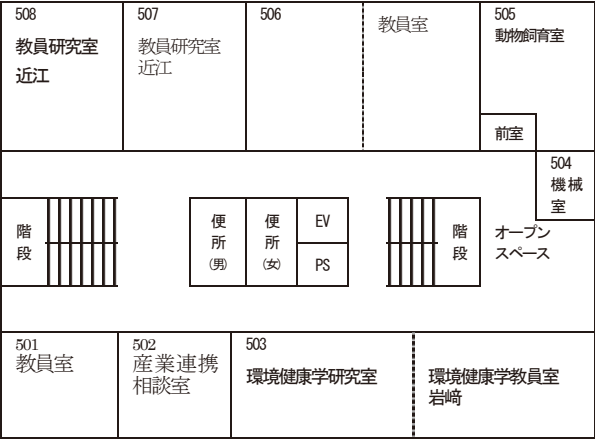 508
教員研究室
近江
507
教員研究室
近江
506
教員室
505
動物飼育室
前室
504
機械
室
階
段
便
所
(男)
便
所
(女)
EV
PS
階
段
オープン
スペース
501
教員室
502
産業連携
相談室
503
環境健康学研究室
環境健康学教員室
岩﨑